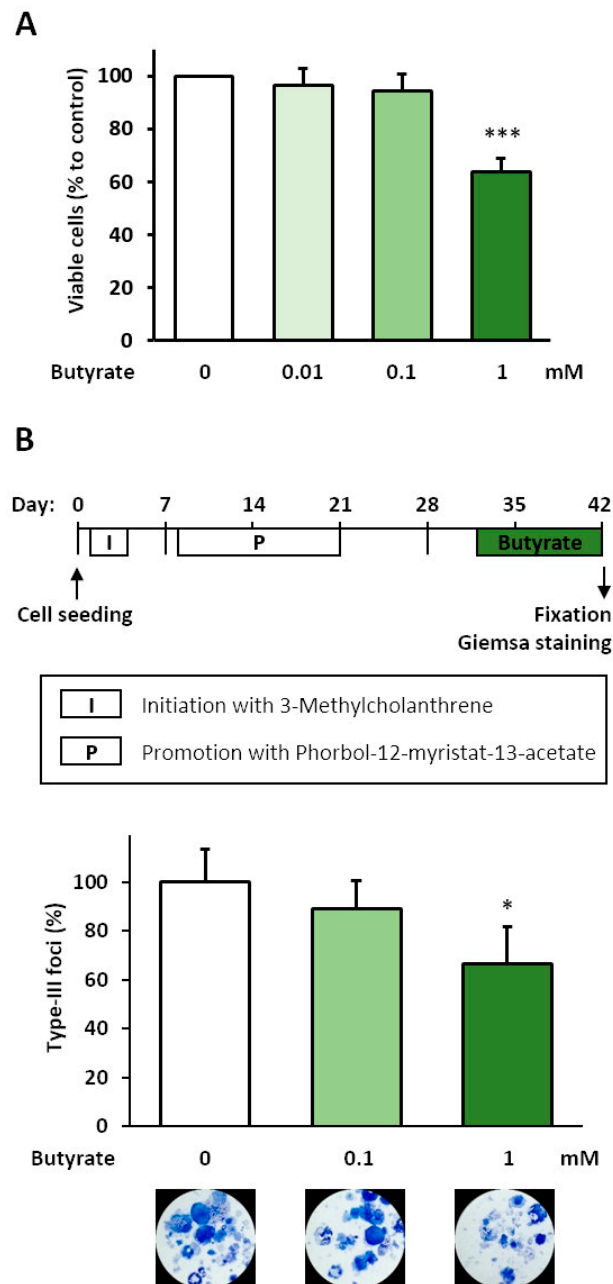 A
Viable cells (% to control)
100
80
60
40
20
0
***
Butyrate 0 0.01 0.1 1 mM
B
Day: 0 7 14 21 28 35 42
I P Butyrate
Cell seeding Fixation
Giemsa staining
I Initiation with 3-Methylcholanthrene
P Promotion with Phorbol-12-myristat-13-acetate
Type-III foci (%)
100
80
60
40
20
0
*
Butyrate 0 0.1 1 mM